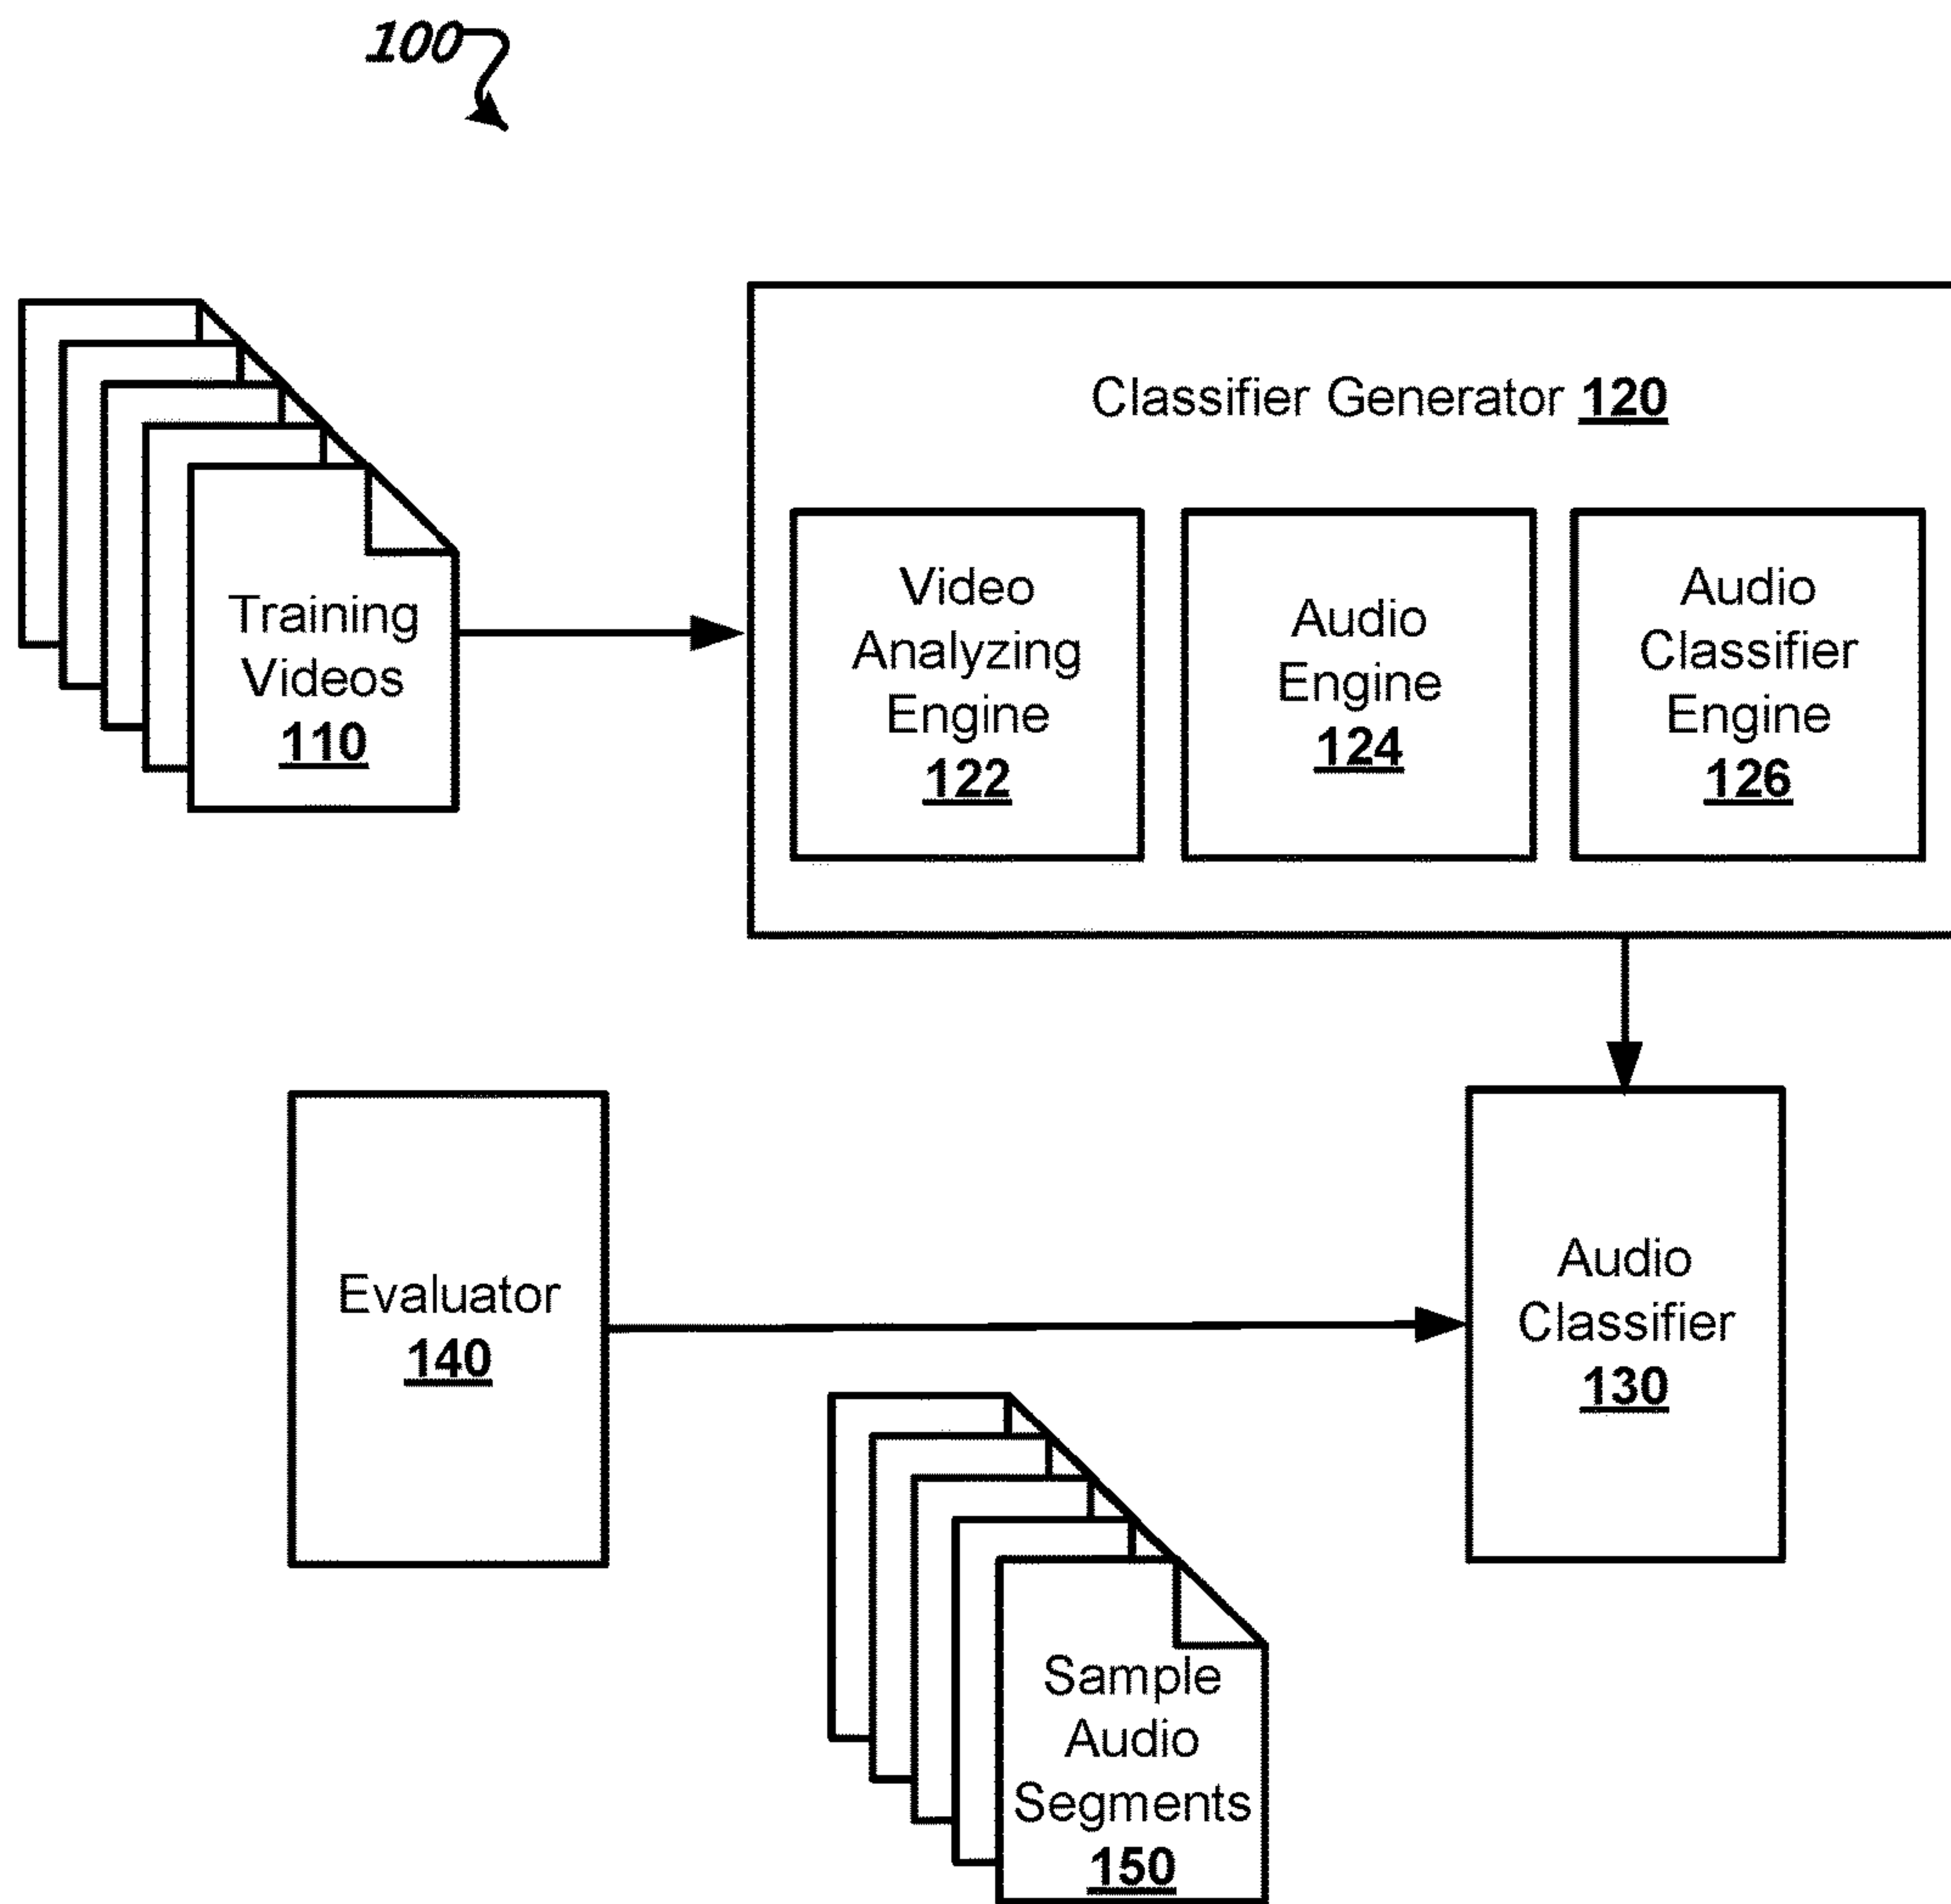 100
Classifier Generator 120
Training
Videos
110
Video
Analyzing
Engine
122
Audio
Engine
124
Audio
Classifier
Engine
126
Evaluator
140
Audio
Classifier
130
Sample
Audio
Segments
150